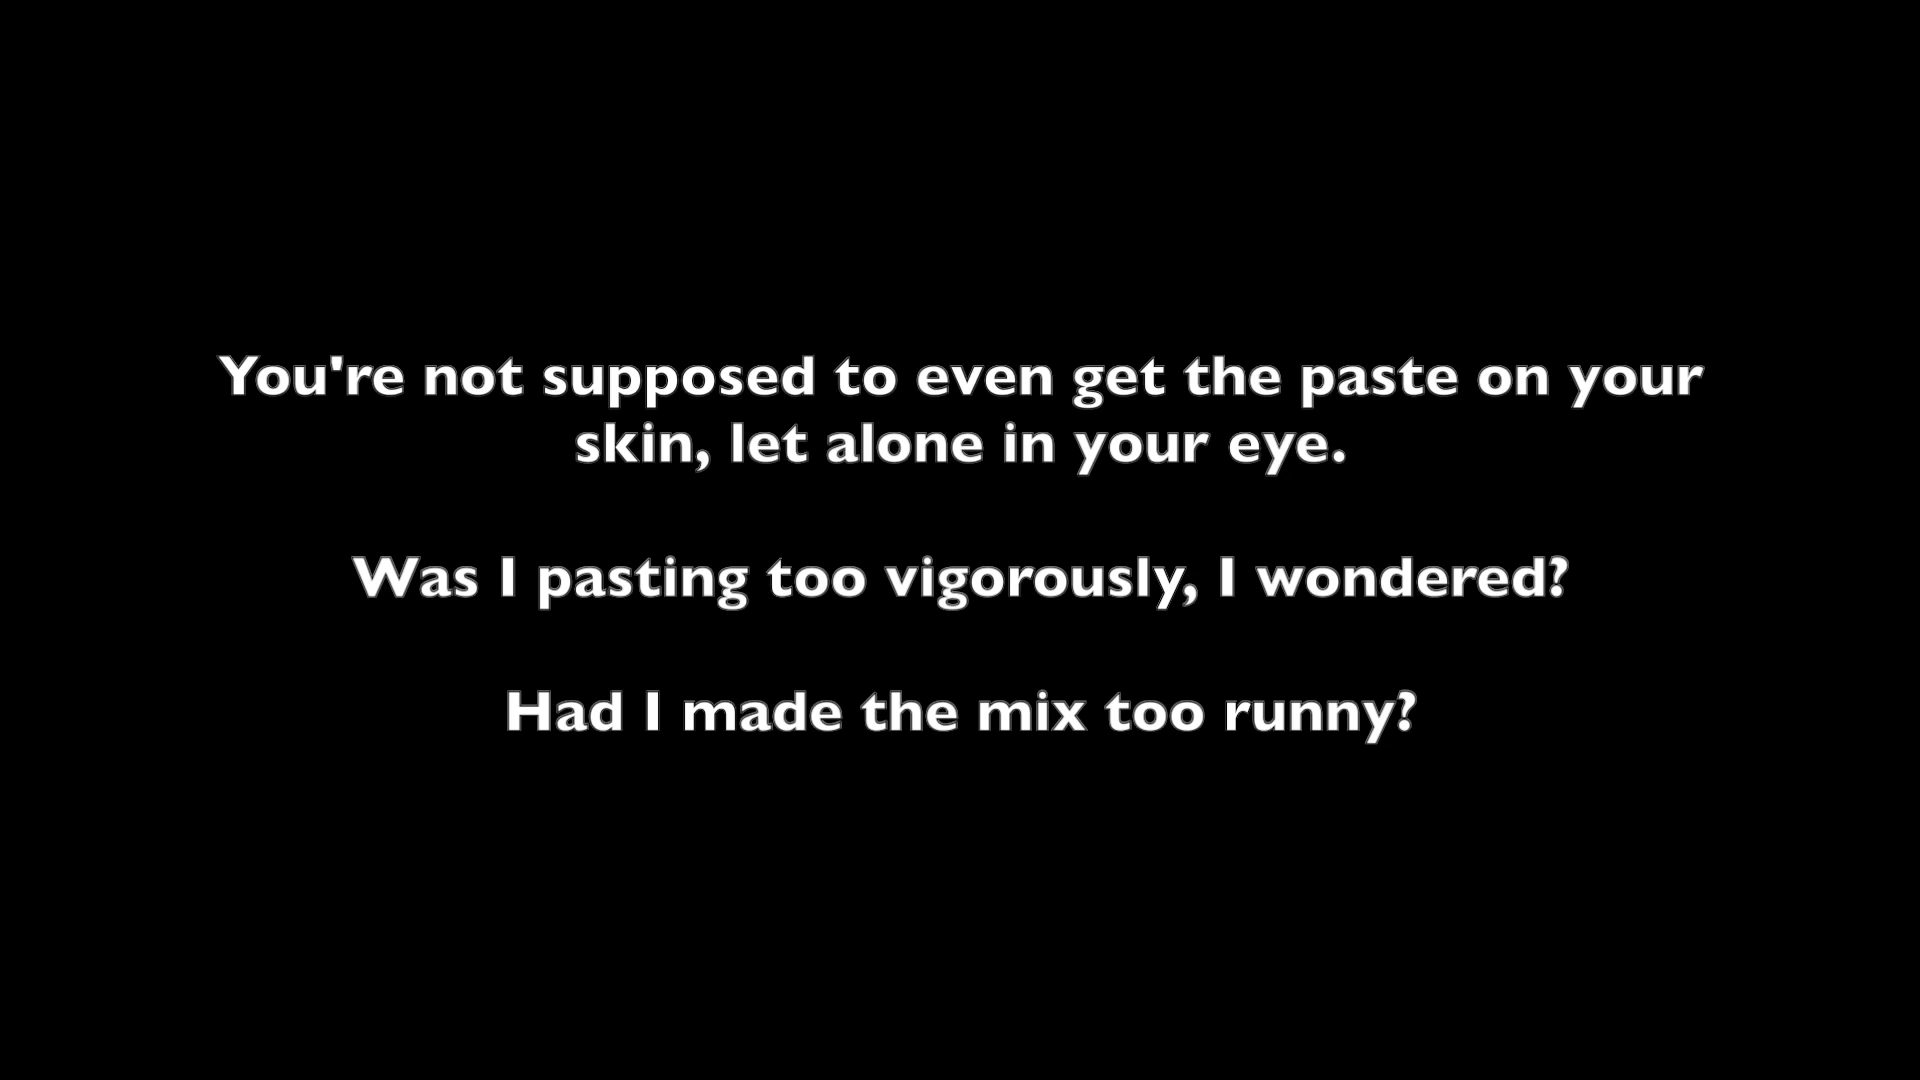 You're not supposed to even get the paste on your
skin, let alone in your eye.
Was I pasting too vigorously, I wondered?
Had I made the mix too runny?